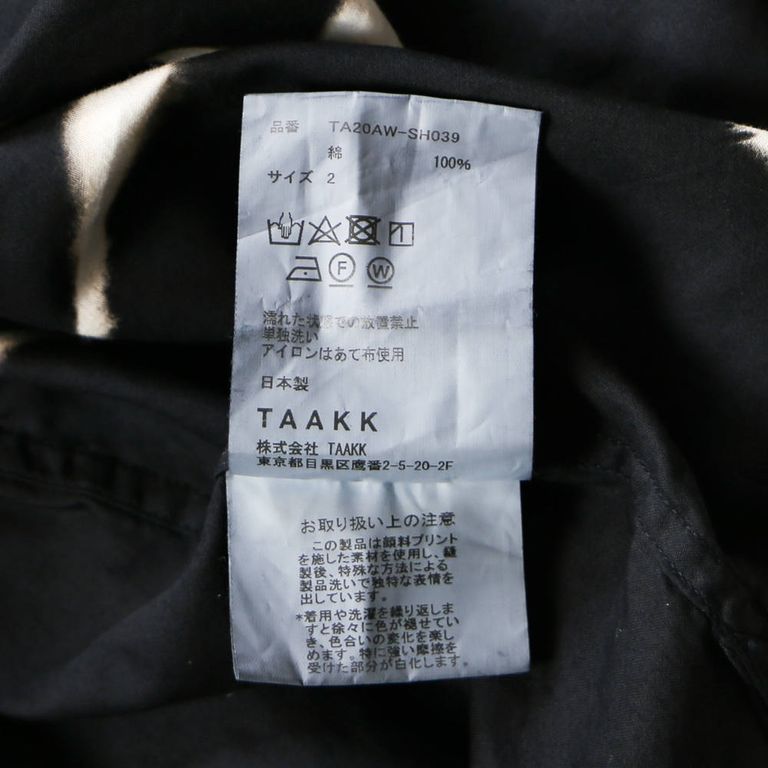 品番 TA20AW-SH039
綿 100%
サイズ 2
F W
濡れた状態での放置禁止
単独洗い
アイロンはあて布使用
日本製
TAAKK
株式会社 TAAKK
東京都目黒区鷹番2-5-20-2F
お取り扱い上の注意
この製品は顔料プリント
を施した素材を使用し、縫
製後、特殊な方法による
製品洗いで独特な表情を
出しています。
*着用や洗濯を繰り返しま
すと徐々に色が褪せてい
き、色合いの変化を楽し
めます。特に強い摩擦を
受けた部分が白化します。